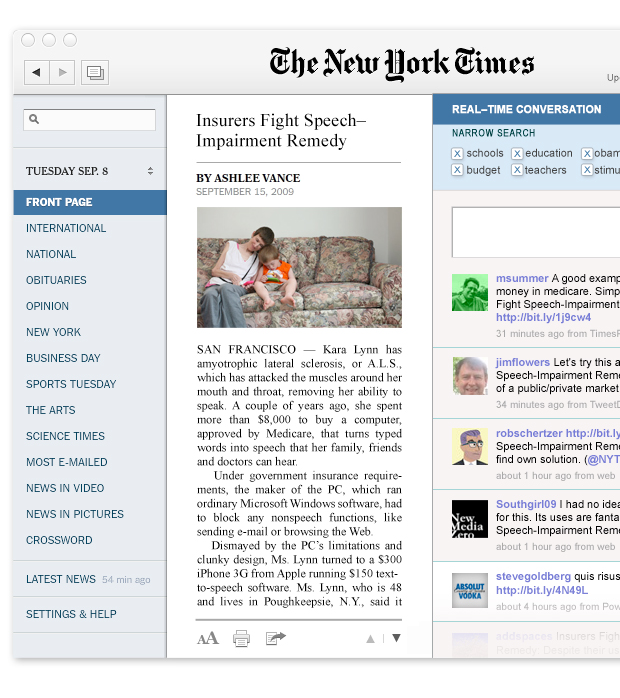 The New York Times
TUESDAY SEP. 8
FRONT PAGE
INTERNATIONAL
NATIONAL
OBITUARIES
OPINION
NEW YORK
BUSINESS DAY
SPORTS TUESDAY
THE ARTS
SCIENCE TIMES
MOST E-MAILED
NEWS IN VIDEO
NEWS IN PICTURES
CROSSWORD
LATEST NEWS 54 min ago
SETTINGS & HELP
Insurers Fight Speech–
Impairment Remedy
BY ASHLEE VANCE
SEPTEMBER 15, 2009
SAN FRANCISCO — Kara Lynn has
amyotrophic lateral sclerosis, or A.L.S.,
which has attacked the muscles around her
mouth and throat, removing her ability to
speak. A couple of years ago, she spent
more than $8,000 to buy a computer,
approved by Medicare, that turns typed
words into speech that her family, friends
and doctors can hear.
Under government insurance require-
ments, the maker of the PC, which ran
ordinary Microsoft Windows software, had
to block any nonspeech functions, like
sending e-mail or browsing the Web.
Dismayed by the PC's limitations and
clunky design, Ms. Lynn turned to a $300
iPhone 3G from Apple running $150 text-
to-speech software. Ms. Lynn, who is 48
and lives in Poughkeepsie, N.Y., said it
AA
REAL–TIME CONVERSATION
NARROW SEARCH
X schools X education X obam
X budget X teachers X stimu
msummer A good examp
money in medicare. Simp
Fight Speech-Impairment
http://bit.ly/1j9cw4
31 minutes ago from TimesP
jimflowers Let's try this a
Speech-Impairment Reme
of a public/private market
34 minutes ago from TweetD
robschertzer http://bit.ly
Speech-Impairment Reme
find own solution. (@NYT
about 1 hour ago from web
New
Media
Zero
Southgirl09 I had no idea
for this. Its uses are fanta
Speech-Impairment Reme
about 1 hour ago from web
ABSOLUT
VODKA
stevegoldberg quis risus
http://bit.ly/4N49L
about 4 hours ago from Pow
addspaces Insurers Figh
Remedy. Despite their us